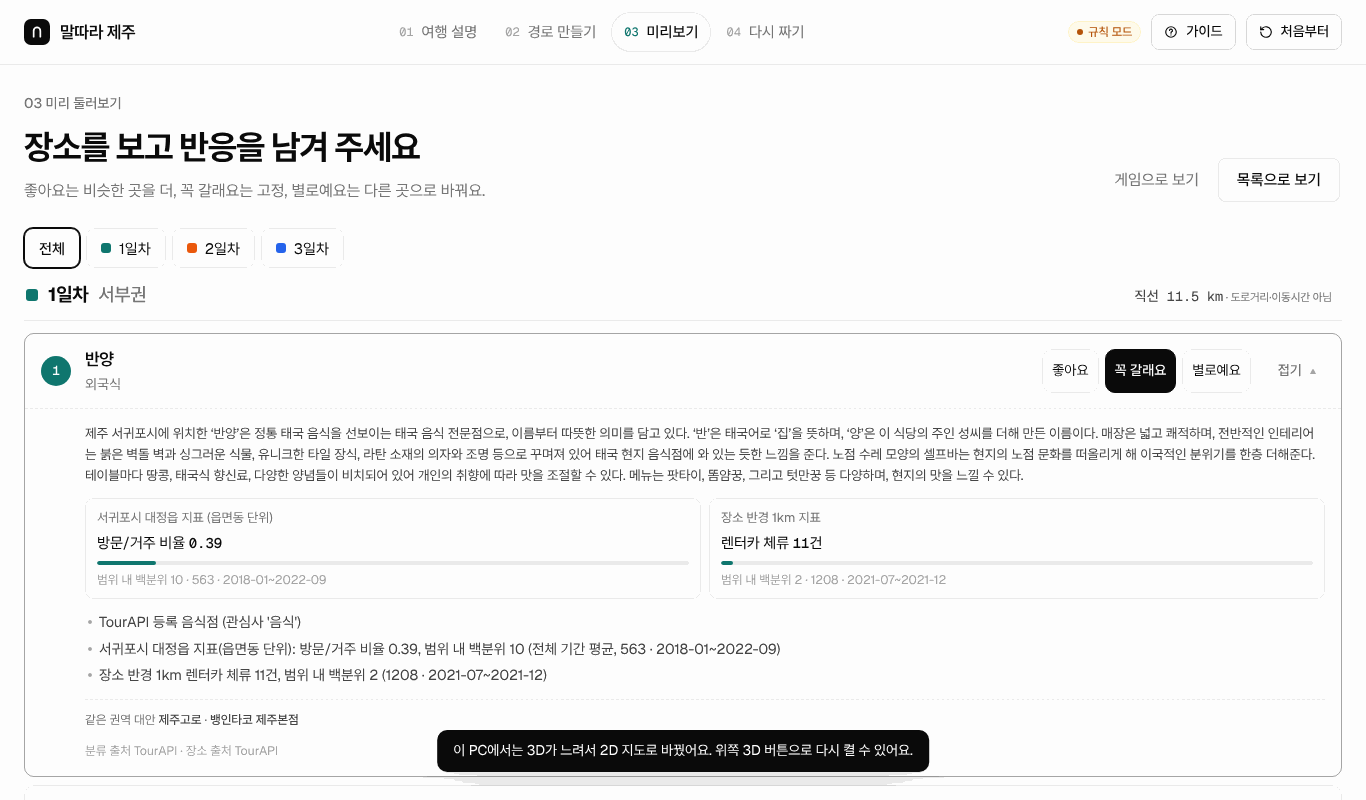 말따라 제주
01 여행 설명
02 경로 만들기
03 미리보기
04 다시 짜기
규칙 모드
가이드
처음부터
03 미리 둘러보기
장소를 보고 반응을 남겨 주세요
좋아요는 비슷한 곳을 더, 꼭 갈래요는 고정, 별로예요는 다른 곳으로 바꿔요.
게임으로 보기
목록으로 보기
전체
1일차
2일차
3일차
1일차 서부권
직선 11.5 km · 도로거리·이동시간 아님
1
반양
외국식
좋아요
꼭 갈래요
별로예요
접기 ▲
제주 서귀포시에 위치한 ‘반양’은 정통 태국 음식을 선보이는 태국 음식 전문점으로, 이름부터 따뜻한 의미를 담고 있다. ‘반’은 태국어로 ‘집’을 뜻하며, ‘양’은 이 식당의 주인 성씨를 더해 만든 이름이다. 매장은 넓고 쾌적하며, 전반적인 인테리어
는 붉은 벽돌 벽과 싱그러운 식물, 유니크한 타일 장식, 라탄 소재의 의자와 조명 등으로 꾸며져 있어 태국 현지 음식점에 와 있는 듯한 느낌을 준다. 노점 수레 모양의 셀프바는 현지의 노점 문화를 떠올리게 해 이국적인 분위기를 한층 더해준다.
테이블마다 땅콩, 태국식 향신료, 다양한 양념들이 비치되어 있어 개인의 취향에 따라 맛을 조절할 수 있다. 메뉴는 팟타이, 똠얌꿍, 그리고 텃만꿍 등 다양하며, 현지의 맛을 느낄 수 있다.
서귀포시 대정읍 지표 (읍면동 단위)
방문/거주 비율 0.39
범위 내 백분위 10 · 563 · 2018-01~2022-09
장소 반경 1km 지표
렌터카 체류 11건
범위 내 백분위 2 · 1208 · 2021-07~2021-12
• TourAPI 등록 음식점 (관심사 '음식')
• 서귀포시 대정읍 지표(읍면동 단위): 방문/거주 비율 0.39, 범위 내 백분위 10 (전체 기간 평균, 563 · 2018-01~2022-09)
• 장소 반경 1km 렌터카 체류 11건, 범위 내 백분위 2 (1208 · 2021-07~2021-12)
같은 권역 대안 제주고로 · 뱅인타코 제주본점
분류 출처 TourAPI · 장소 출처 TourAPI
이 PC에서는 3D가 느려서 2D 지도로 바꿨어요. 위쪽 3D 버튼으로 다시 켤 수 있어요.